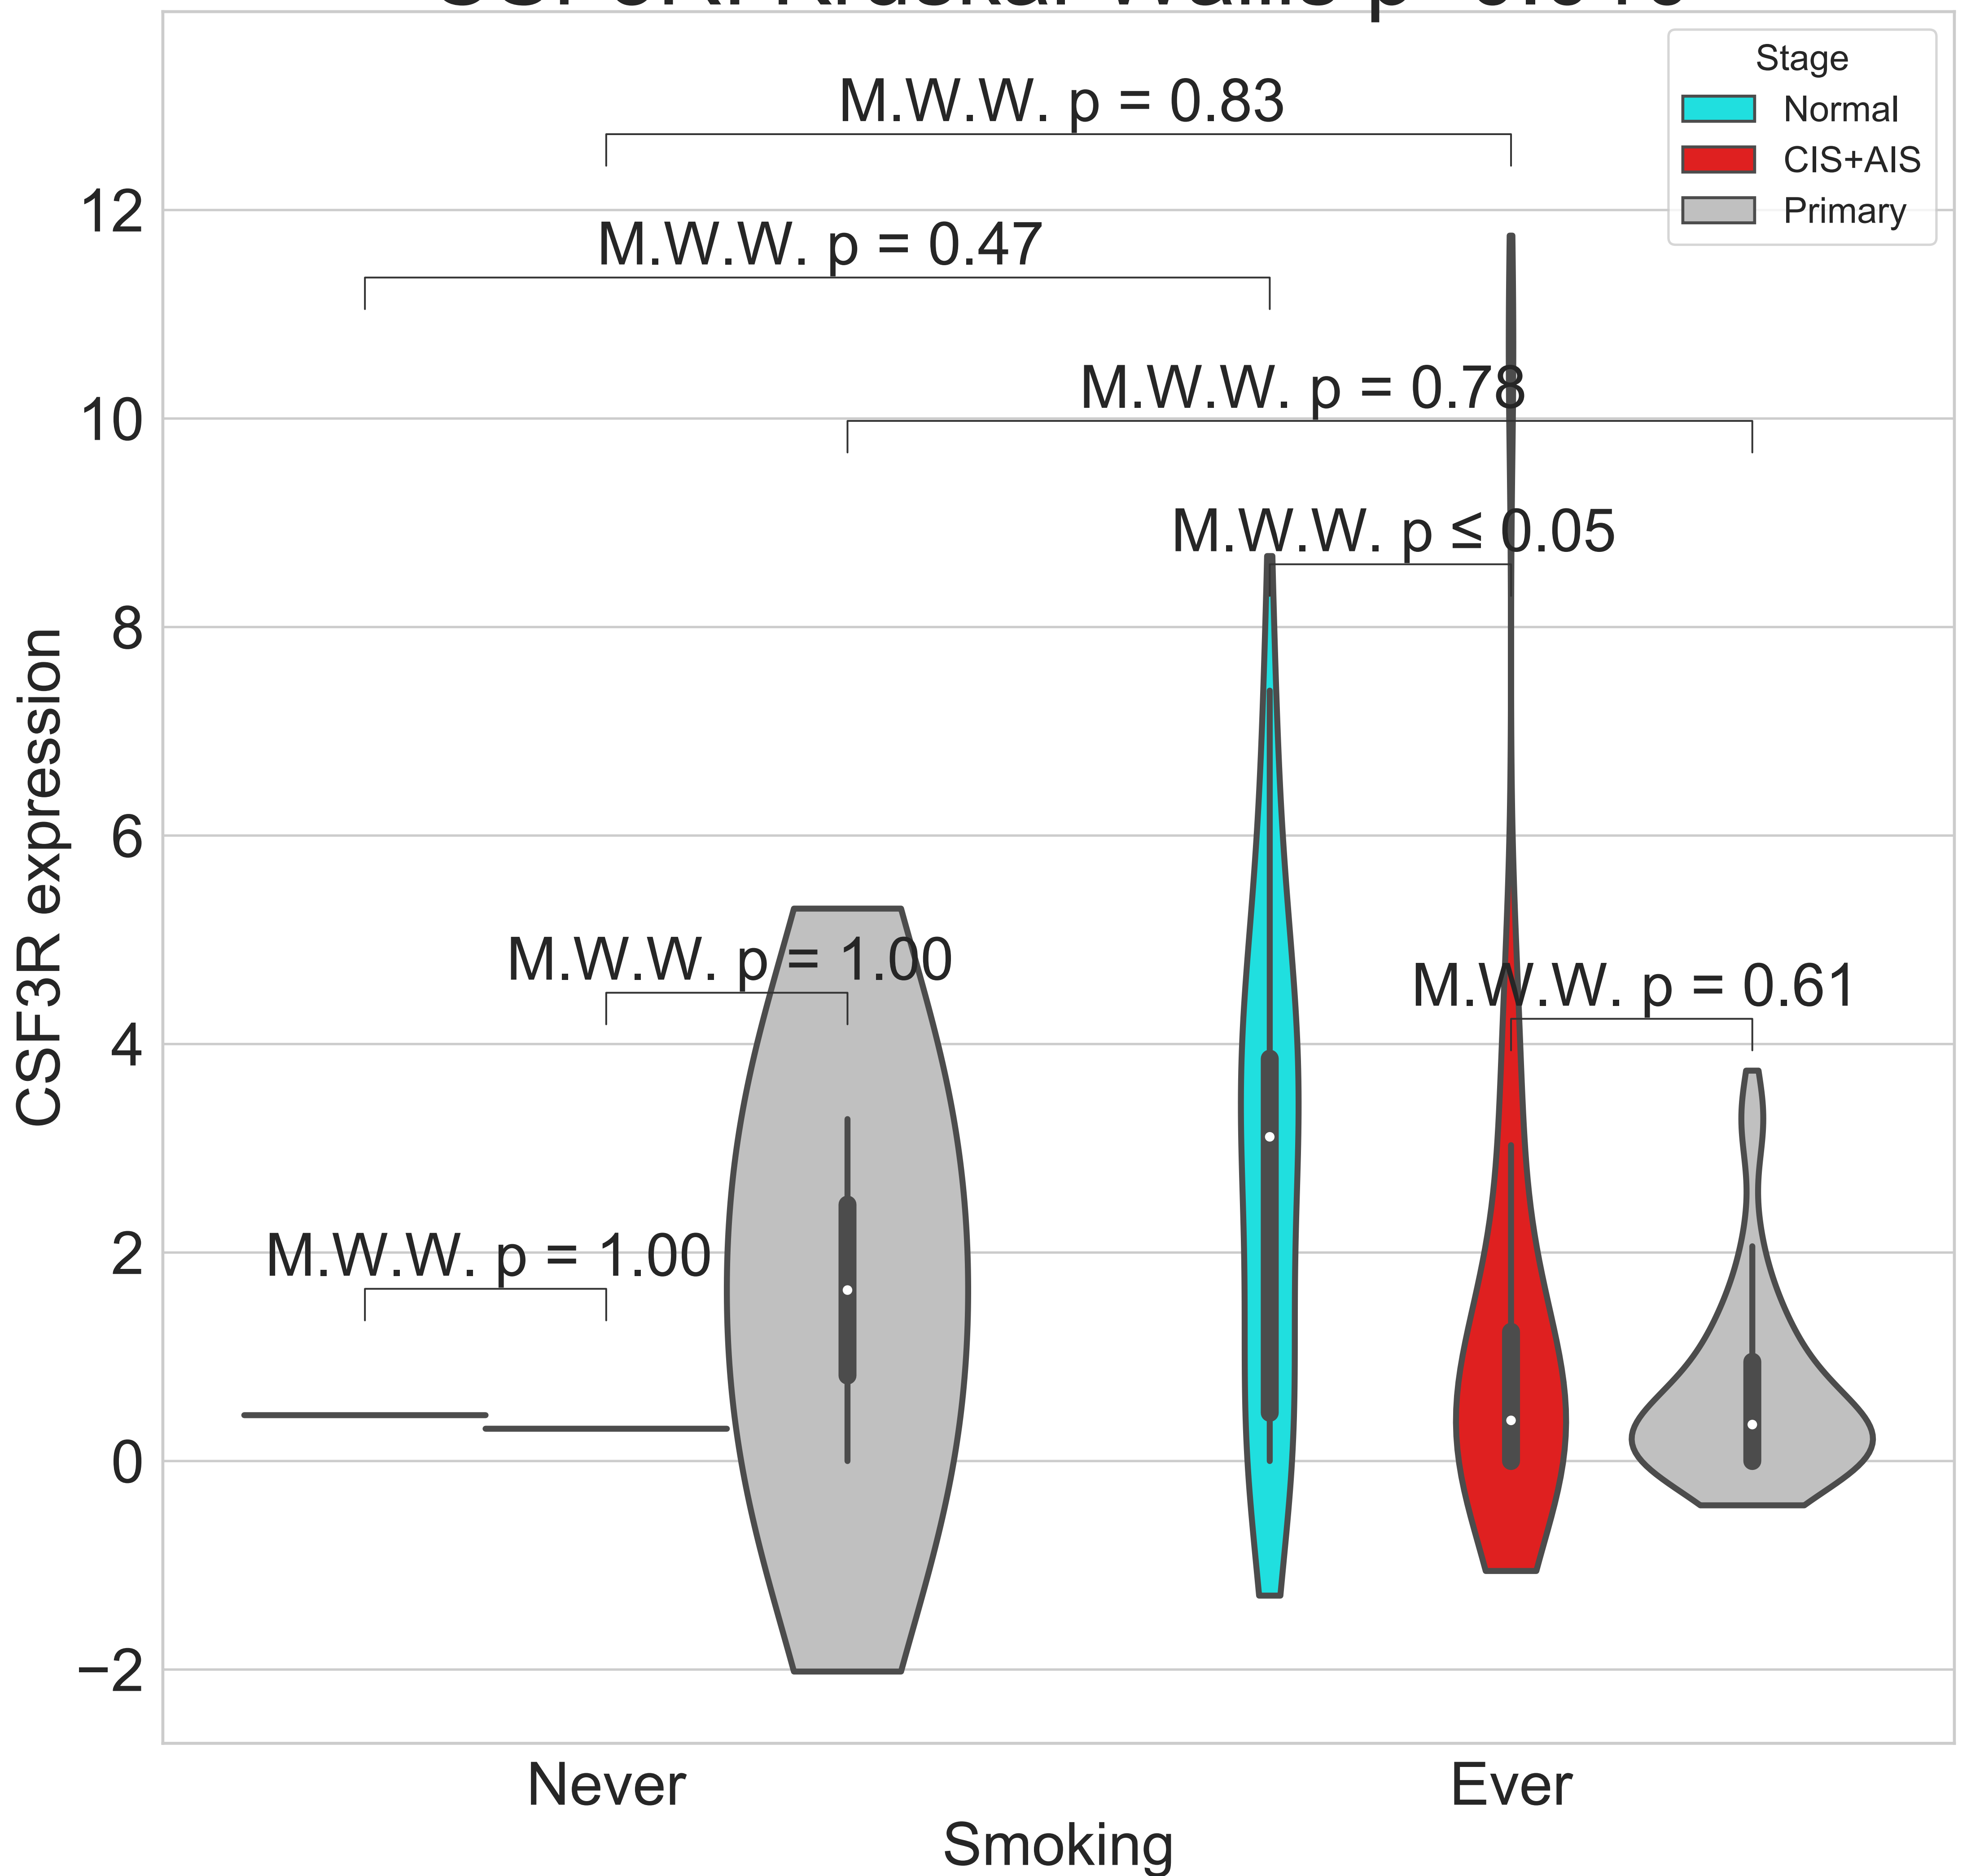 Stage
Normal
CIS+AIS
Primary
M.W.W. p = 0.83
M.W.W. p = 0.47
M.W.W. p = 0.78
M.W.W. p ≤ 0.05
M.W.W. p = 1.00
M.W.W. p = 0.61
M.W.W. p = 1.00
12
10
8
6
4
2
0
−2
CSF3R expression
Never
Ever
Smoking